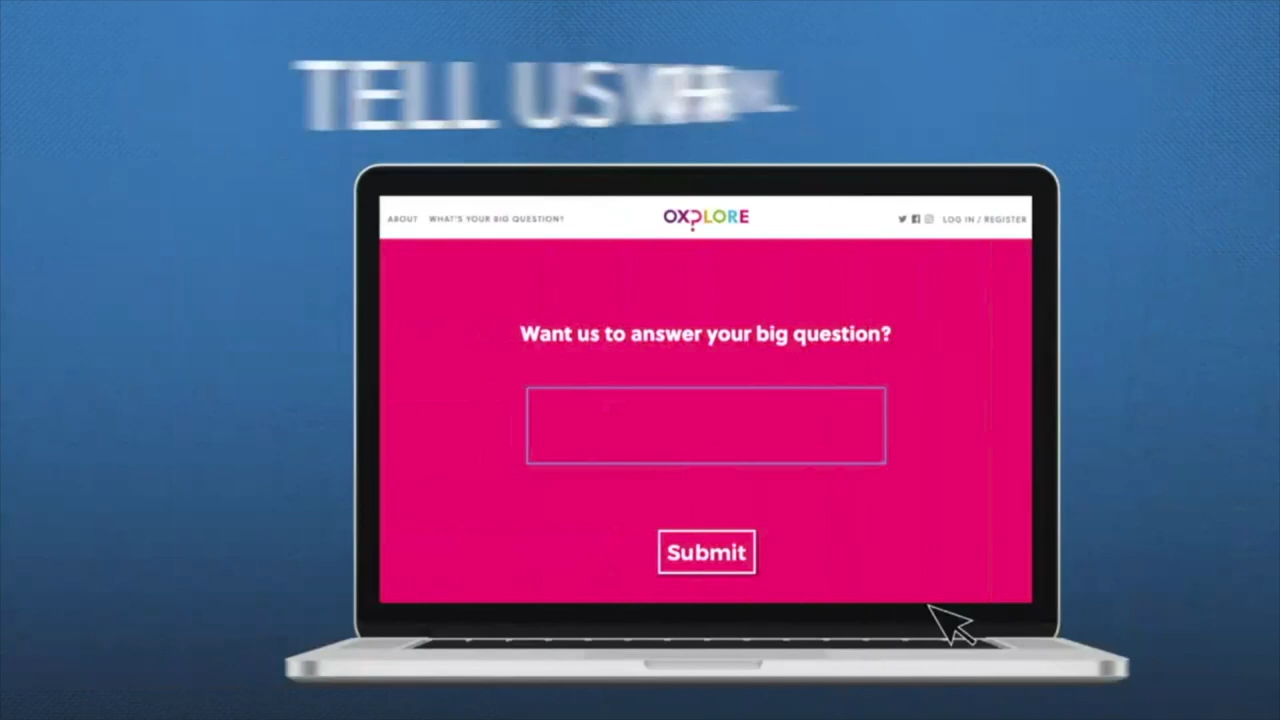 TELL US
ABOUT WHAT'S YOUR BIG QUESTION? OXPLORE LOG IN / REGISTER
Want us to answer your big question?
Submit